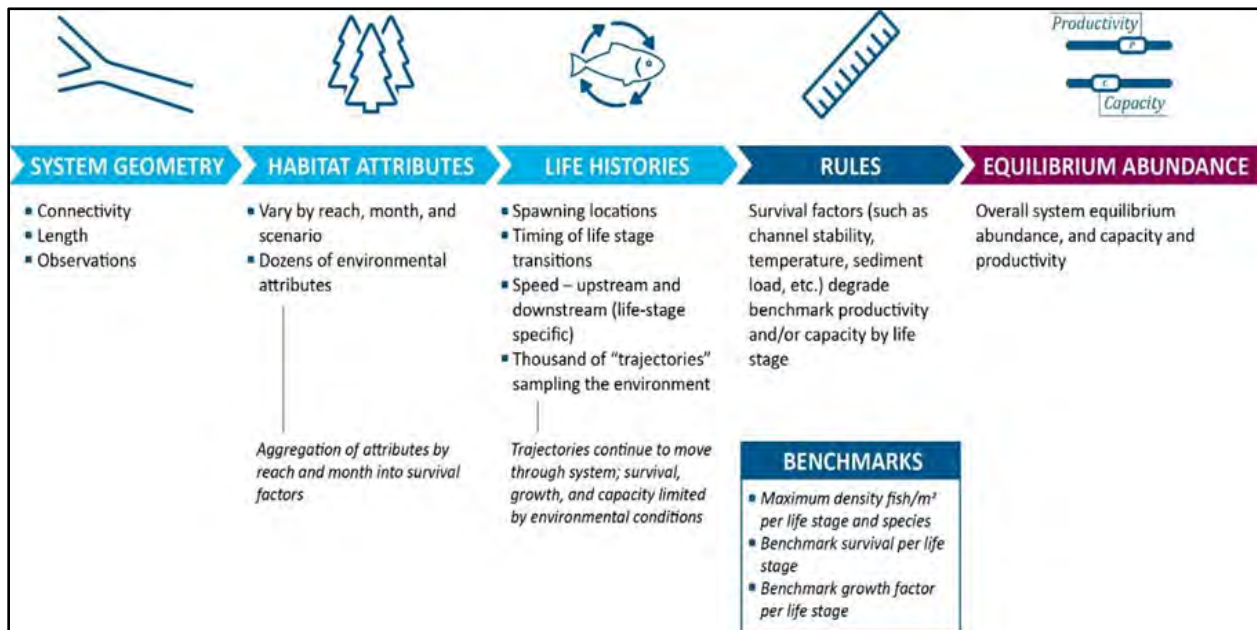 Productivity
P
C
Capacity
SYSTEM GEOMETRY
▪ Connectivity
▪ Length
▪ Observations
HABITAT ATTRIBUTES
▪ Vary by reach, month, and
scenario
▪ Dozens of environmental
attributes
Aggregation of attributes by
reach and month into survival
factors
LIFE HISTORIES
▪ Spawning locations
▪ Timing of life stage
transitions
▪ Speed – upstream and
downstream (life-stage
specific)
▪ Thousand of “trajectories”
sampling the environment
Trajectories continue to move
through system; survival,
growth, and capacity limited
by environmental conditions
RULES
Survival factors (such as
channel stability,
temperature, sediment
load, etc.) degrade
benchmark productivity
and/or capacity by life
stage
BENCHMARKS
▪ Maximum density fish/m²
per life stage and species
▪ Benchmark survival per life
stage
▪ Benchmark growth factor
per life stage
EQUILIBRIUM ABUNDANCE
Overall system equilibrium
abundance, and capacity and
productivity